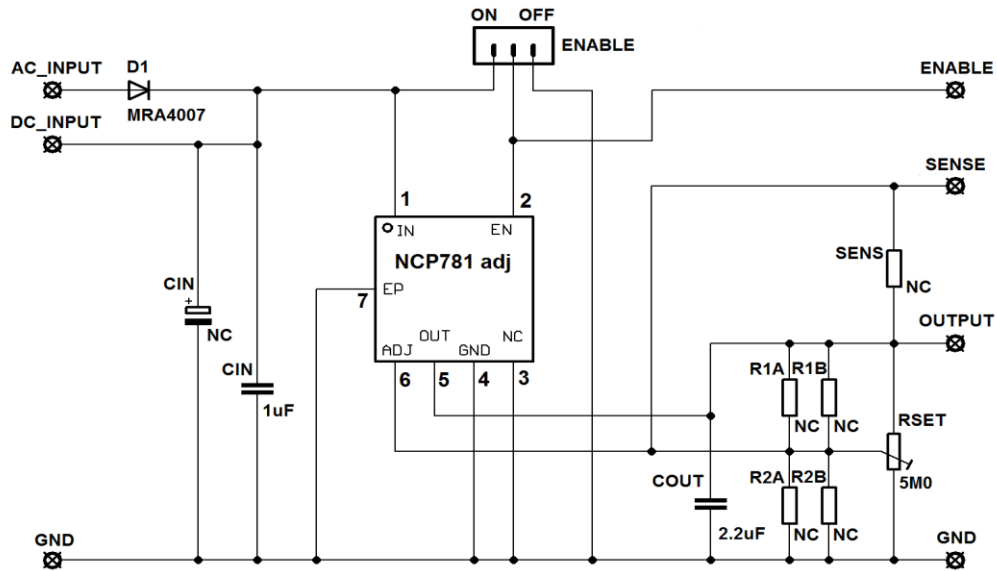 ON OFF
ENABLE
AC_INPUT
D1
MRA4007
ENABLE
DC_INPUT
SENSE
1
2
IN
EN
NCP781 adj
SENS
NC
7
EP
CIN
+
NC
OUT
NC
ADJ
GND
6
5
4
3
OUTPUT
CIN
1uF
R1A R1B
NC NC
RSET
5M0
COUT
2.2uF
R2A R2B
NC NC
GND
GND